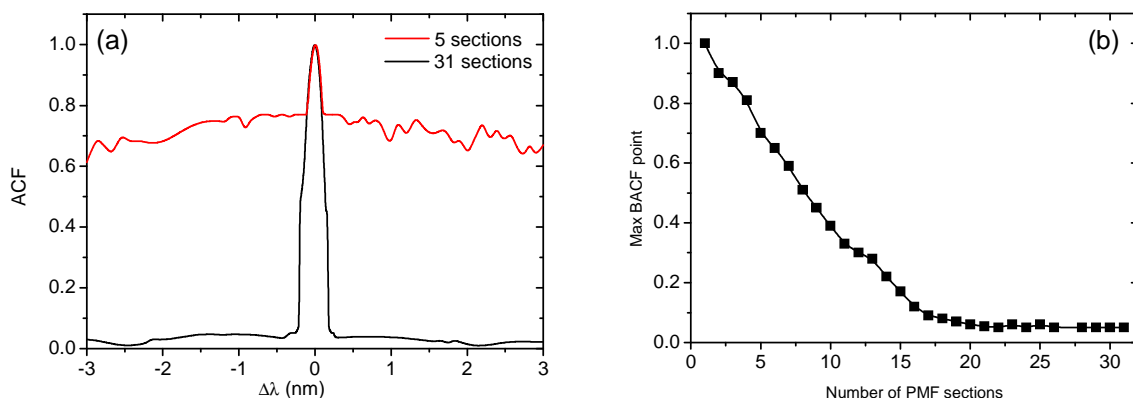 (a)
5 sections
31 sections
1.0
0.8
0.6
0.4
0.2
0.0
ACF
-3 -2 -1 0 1 2 3
Δλ (nm)
(b)
1.0
0.8
0.6
0.4
0.2
0.0
Max BACF point
0 5 10 15 20 25 30
Number of PMF sections